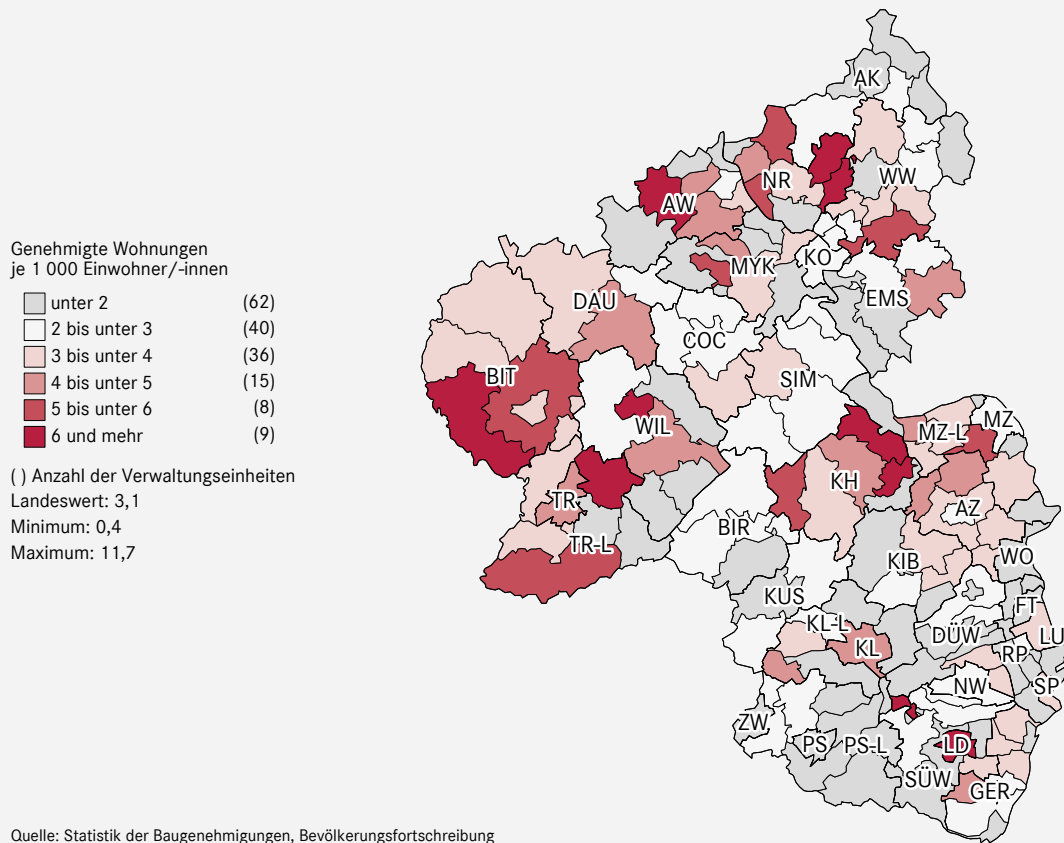 Genehmigte Wohnungen
je 1 000 Einwohner/-innen
unter 2 (62)
2 bis unter 3 (40)
3 bis unter 4 (36)
4 bis unter 5 (15)
5 bis unter 6 (8)
6 und mehr (9)
( ) Anzahl der Verwaltungseinheiten
Landeswert: 3,1
Minimum: 0,4
Maximum: 11,7
AK
NR
WW
AW
MYK
KO
DAU
EMS
COC
BIT
SIM
WIL
MZ
MZ-L
KH
TR
AZ
BIR
TR-L
WO
KIB
KUS
FT
KL-L
DÜW
LU
KL
RP
NW
SP
ZW
PS
PS-L
LD
SÜW
GER
Quelle: Statistik der Baugenehmigungen, Bevölkerungsfortschreibung